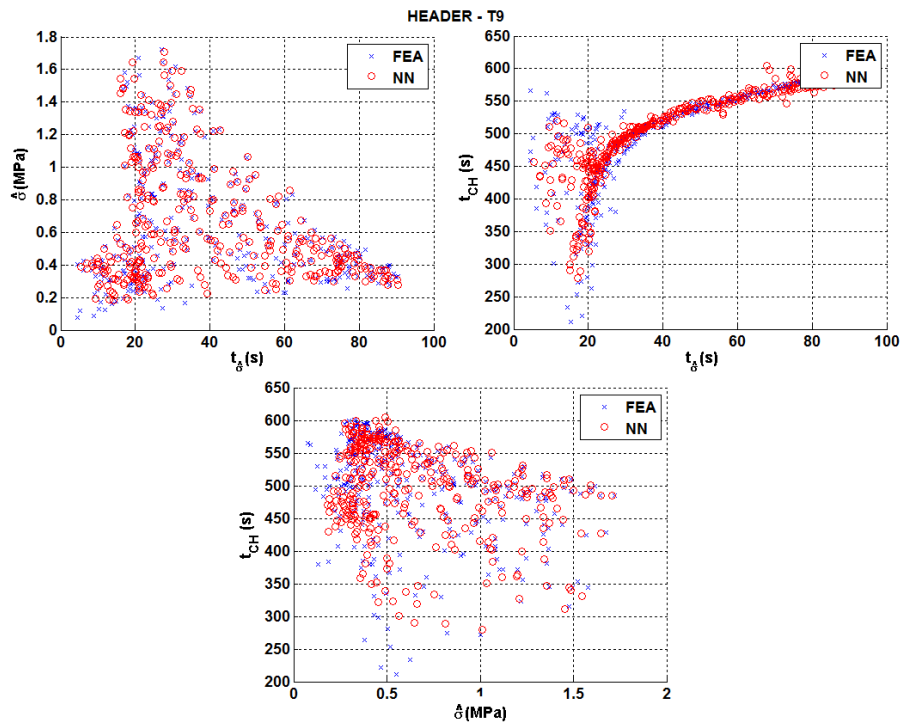 HEADER - T9
1.8
1.6
1.4
1.2
1
0.8
0.6
0.4
0.2
0
σ̂(MPa)
FEA
NN
0 20 40 60 80 100
t_σ̂(s)
650
600
550
500
450
400
350
300
250
200
t_CH (s)
FEA
NN
0 20 40 60 80 100
t_σ̂(s)
650
600
550
500
450
400
350
300
250
200
t_CH (s)
FEA
NN
0 0.5 1 1.5 2
σ̂(MPa)